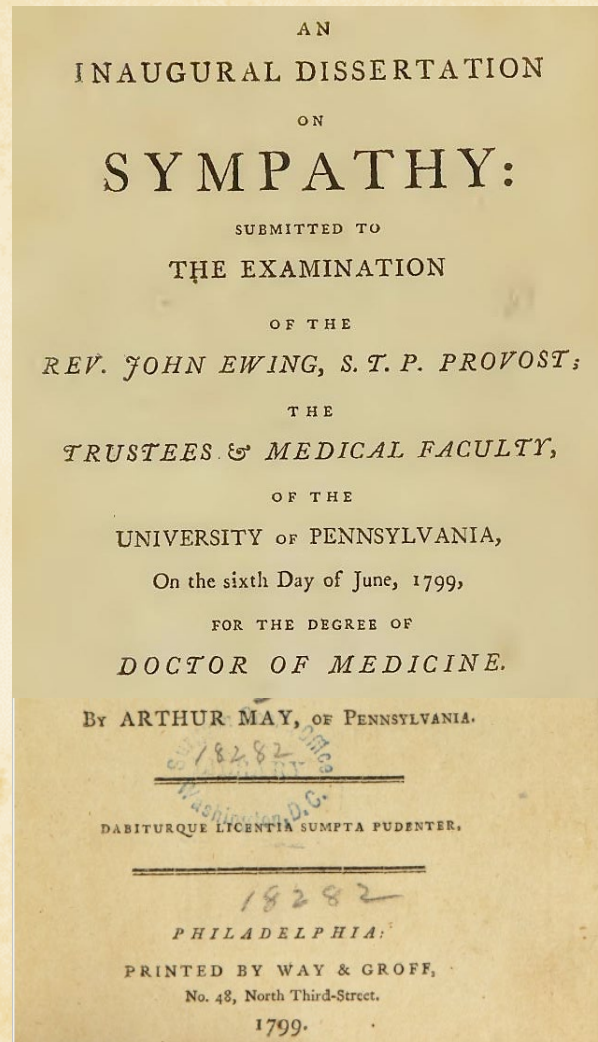 AN
INAUGURAL DISSERTATION
ON
SYMPATHY:
SUBMITTED TO
THE EXAMINATION
OF THE
REV. JOHN EWING, S. T. P. PROVOST;
THE
TRUSTEES & MEDICAL FACULTY,
OF THE
UNIVERSITY OF PENNSYLVANIA,
On the sixth Day of June, 1799,
FOR THE DEGREE OF
DOCTOR OF MEDICINE.
BY ARTHUR MAY, OF PENNSYLVANIA.
18282
Washington, D.C.
DABITURQUE LICENTIA SUMPTA PUDENTER,
18282
PHILADELPHIA:
PRINTED BY WAY & GROFF,
No. 48, North Third-Street.
1799.